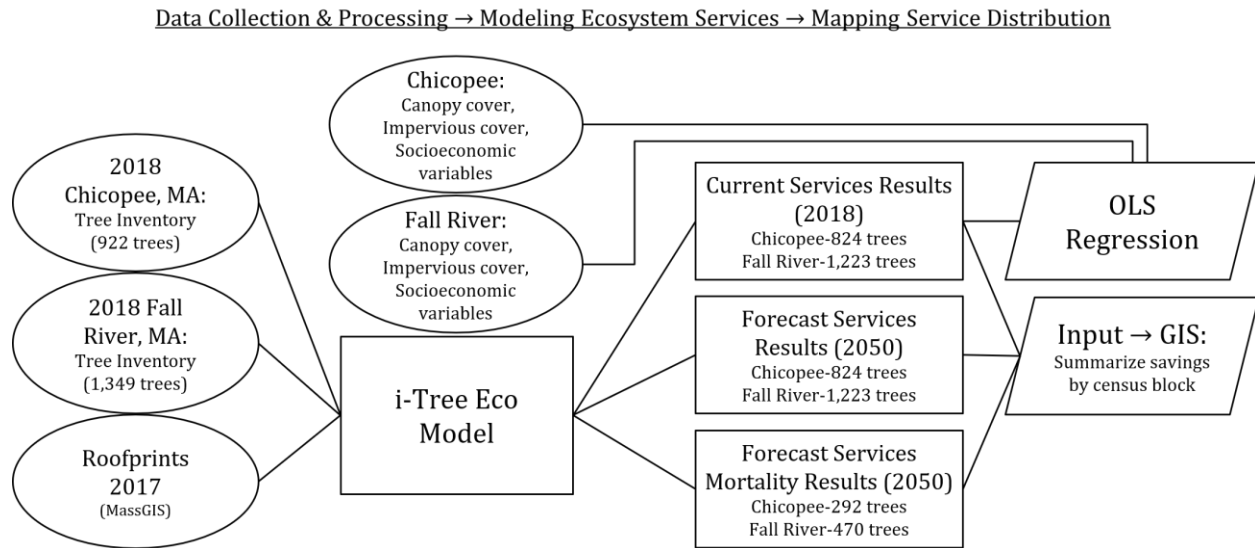 Data Collection & Processing → Modeling Ecosystem Services → Mapping Service Distribution
Chicopee:
Canopy cover,
Impervious cover,
Socioeconomic
variables
2018
Chicopee, MA:
Tree Inventory
(922 trees)
Fall River:
Canopy cover,
Impervious cover,
Socioeconomic
variables
2018 Fall
River, MA:
Tree Inventory
(1,349 trees)
Roofprints
2017
(MassGIS)
i-Tree Eco
Model
Current Services Results
(2018)
Chicopee-824 trees
Fall River-1,223 trees
Forecast Services
Results (2050)
Chicopee-824 trees
Fall River-1,223 trees
Forecast Services
Mortality Results (2050)
Chicopee-292 trees
Fall River-470 trees
OLS
Regression
Input → GIS:
Summarize savings
by census block